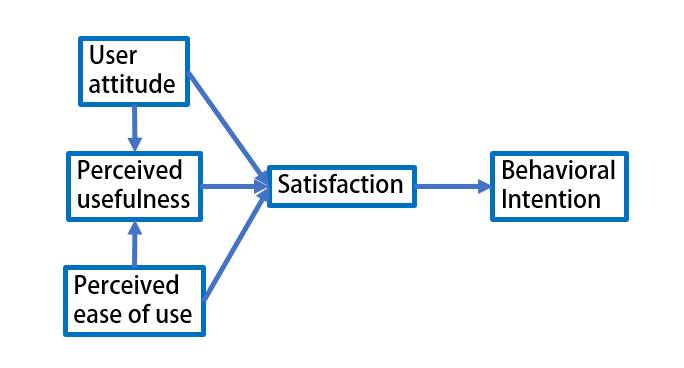 User
attitude
Perceived
usefulness
Satisfaction
Behavioral
Intention
Perceived
ease of use